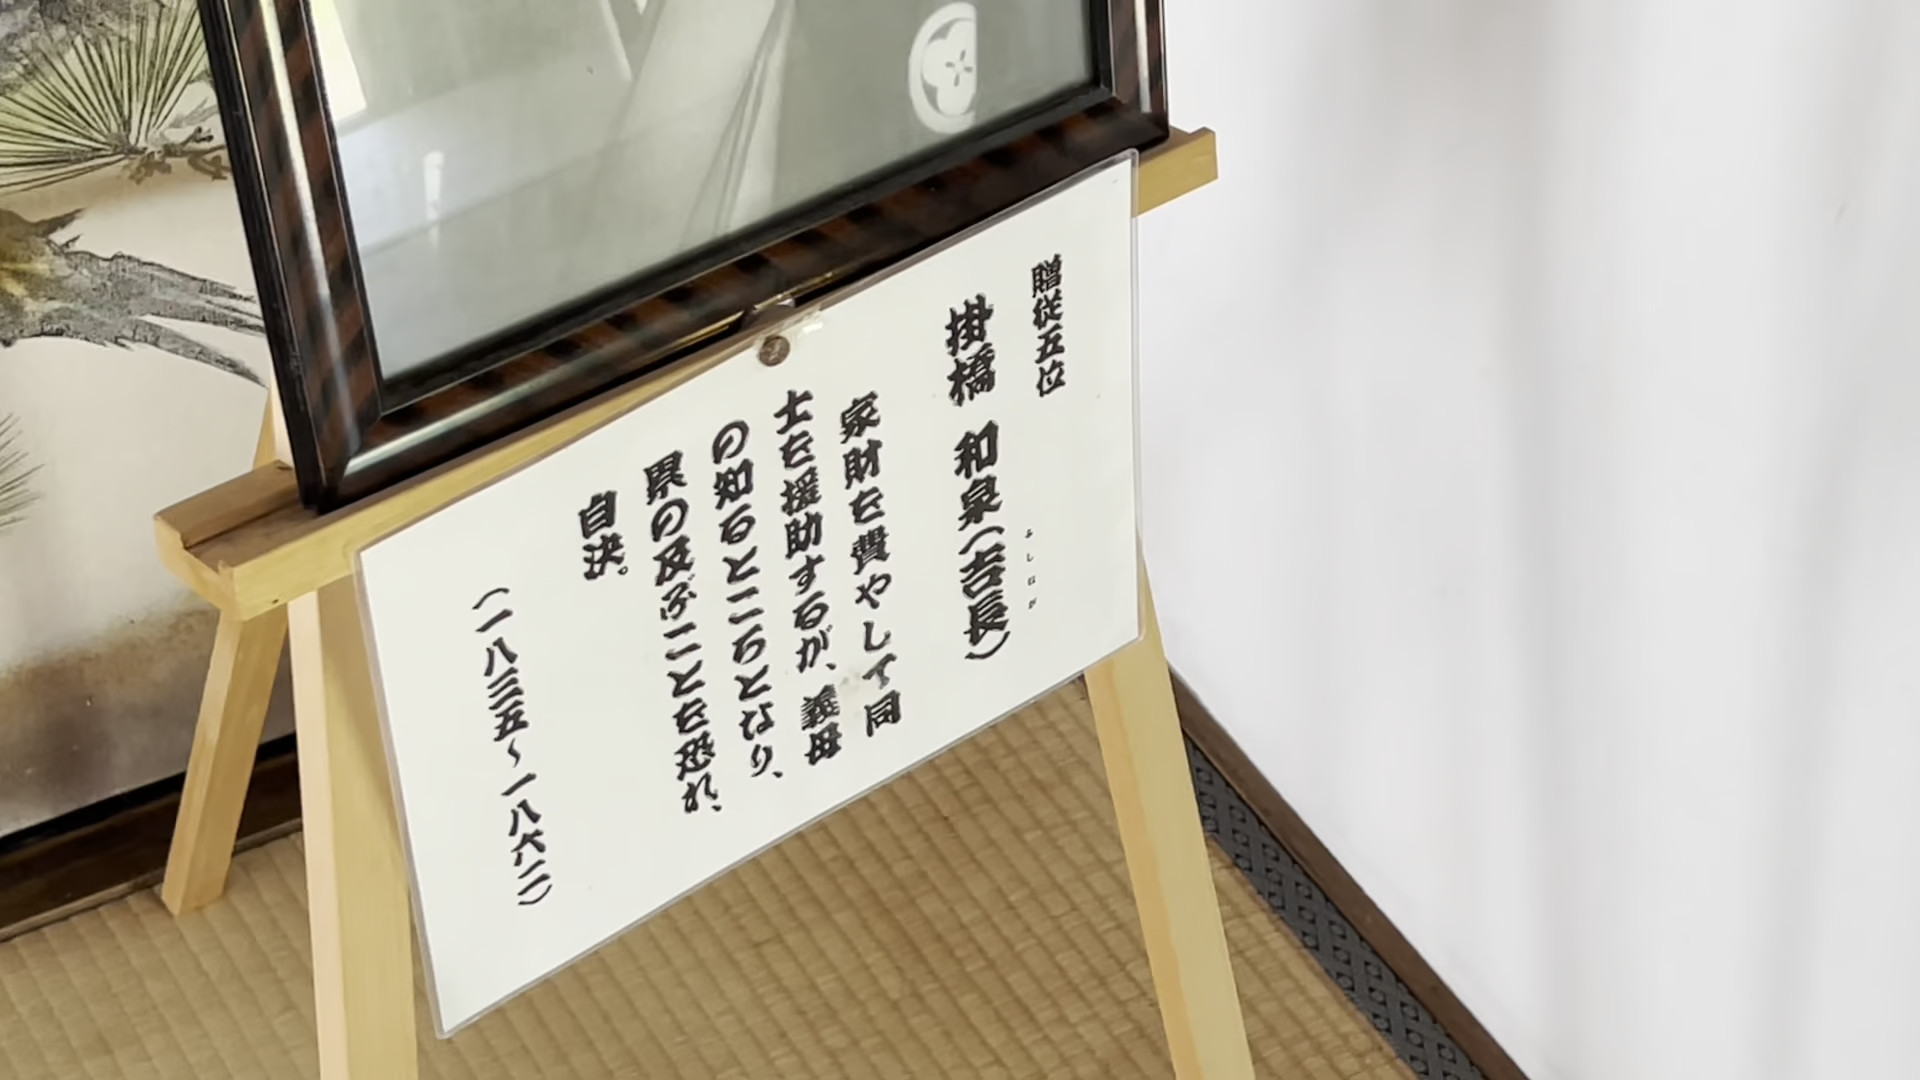 贈従五位
掛橋 和泉(吉長)
よしなが
家財を費やして同
士を援助するが、義母
の知るところとなり、
累の及ぶことを恐れ、
自決。
(一八三五~一八六二)